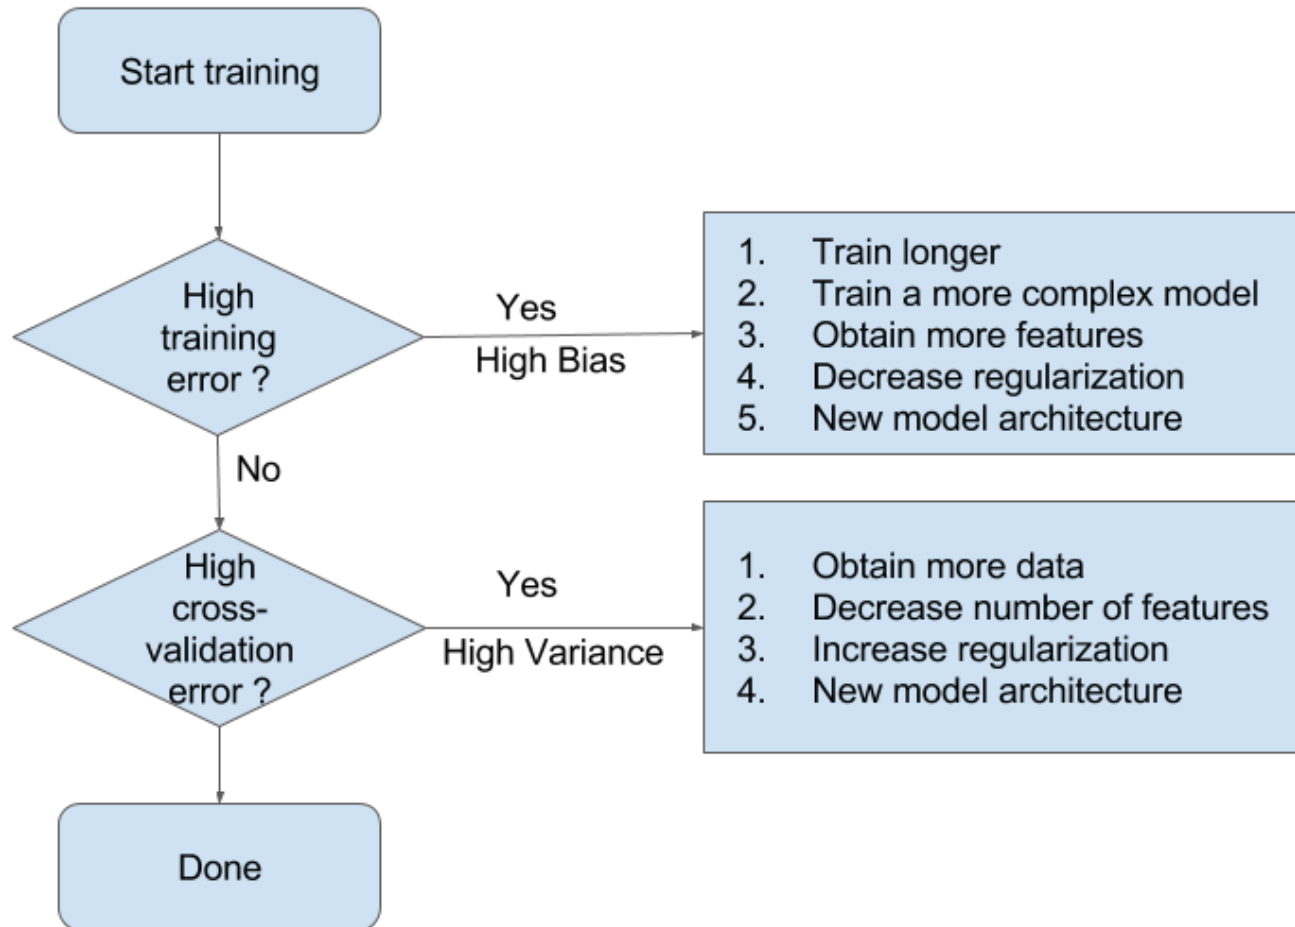 Start training
High
training
error ?
Yes
High Bias
1. Train longer
2. Train a more complex model
3. Obtain more features
4. Decrease regularization
5. New model architecture
No
High
cross-
validation
error ?
Yes
High Variance
1. Obtain more data
2. Decrease number of features
3. Increase regularization
4. New model architecture
Done